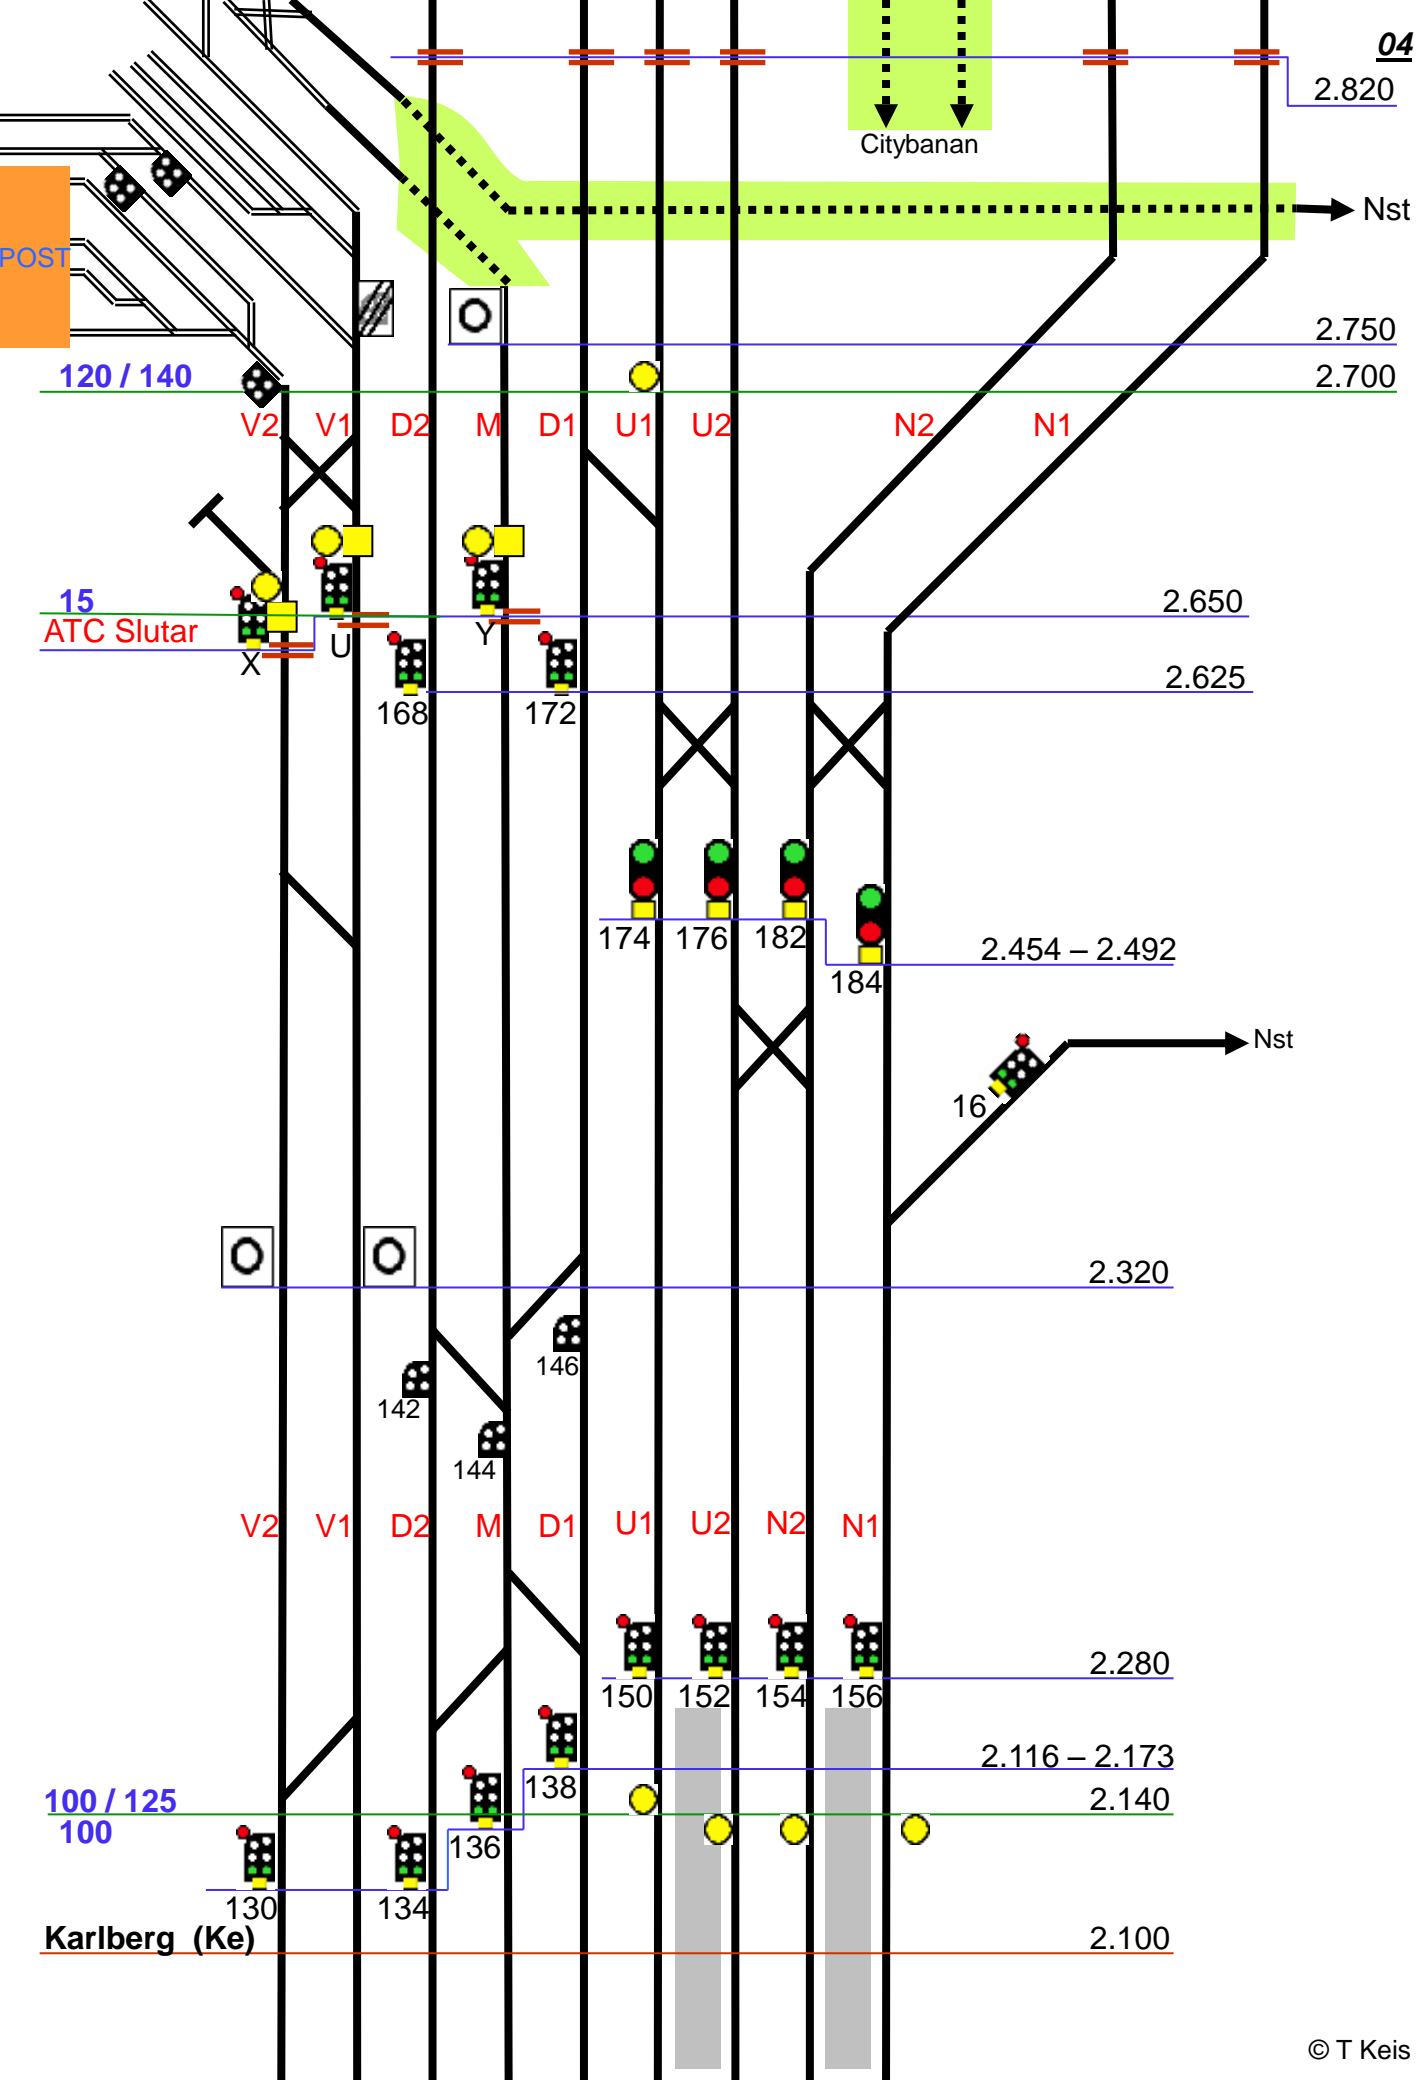 04
2.820
Citybanan
Nst
POST
2.750
120 / 140
2.700
V2 V1 D2 M D1 U1 U2 N2 N1
15
2.650
ATC Slutar
X U Y
2.625
168 172
174 176 182
2.454 – 2.492
184
Nst
16
2.320
146
142
144
V2 V1 D2 M D1 U1 U2 N2 N1
2.280
150 152 154 156
2.116 – 2.173
138
100 / 125
2.140
100
136
130 134
Karlberg (Ke)
2.100
© T Keis